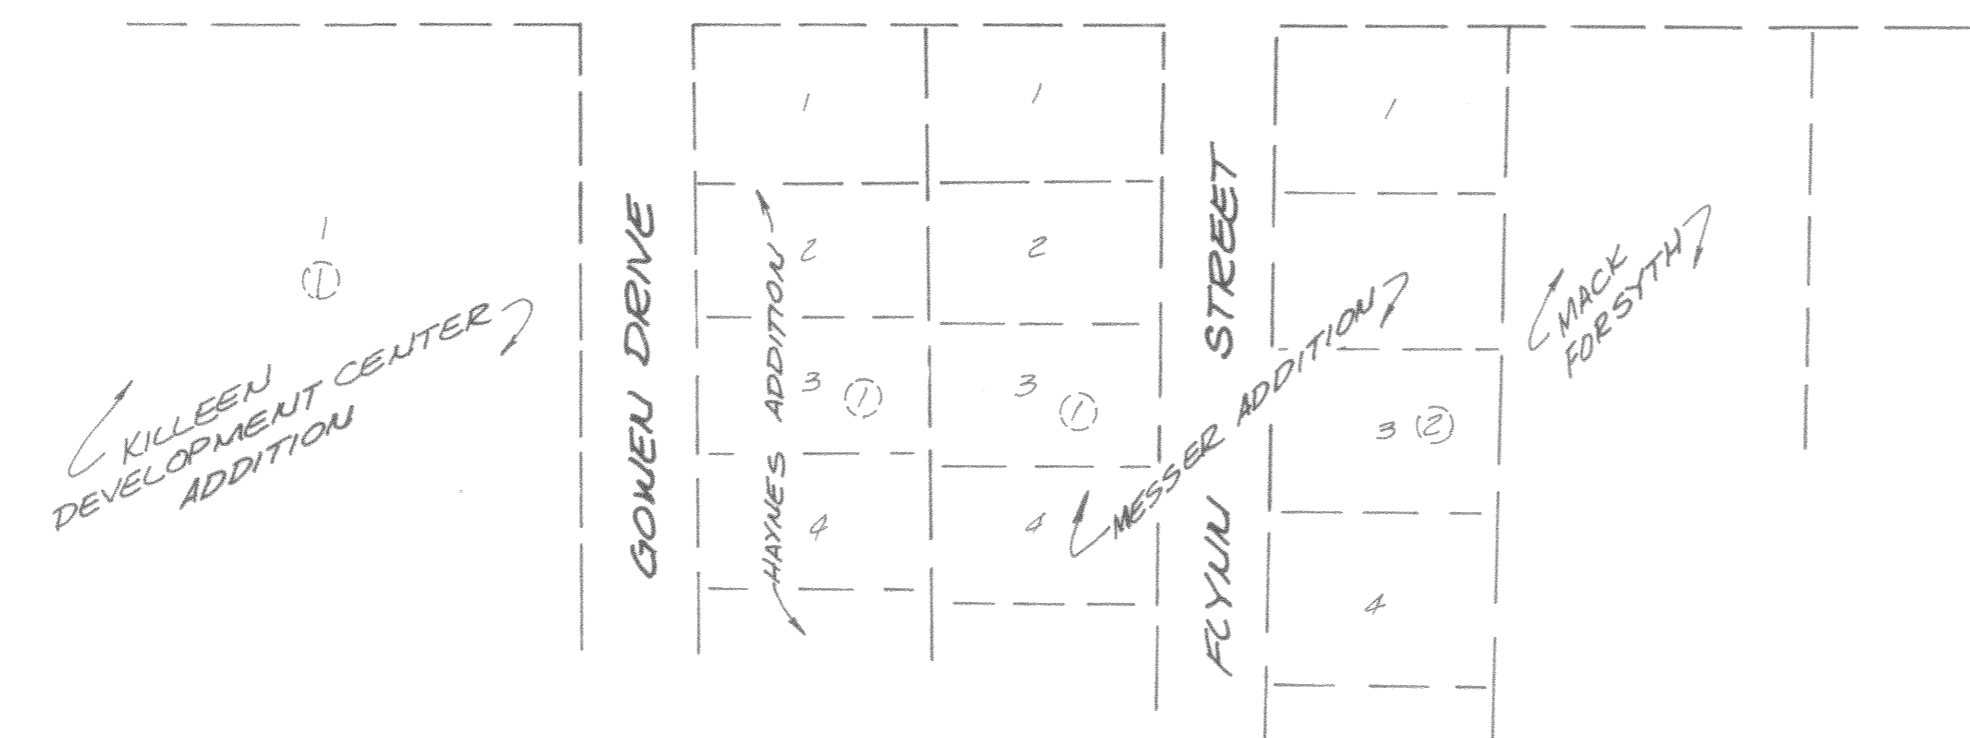 1
①
KILLEEN
DEVELOPMENT CENTER
ADDITION
GOWEN DRIVE
1
2
3 ①
4
HAYNES ADDITION
1
2
3 ①
4
MESSER ADDITION
FLYNN STREET
1
3 ②
4
MACK
FORSYTH